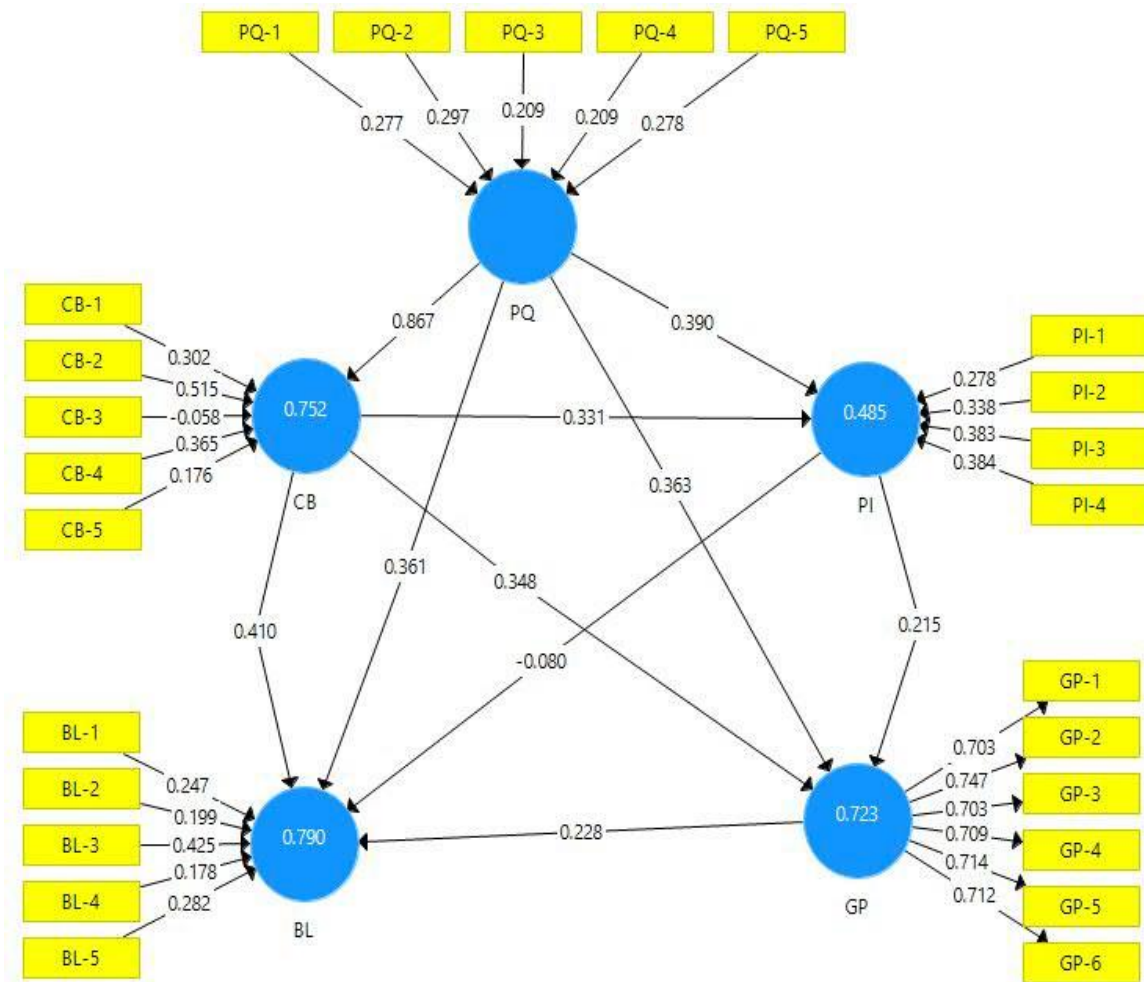 PQ-1 PQ-2 PQ-3 PQ-4 PQ-5
0.277 0.297 0.209 0.209 0.278
PQ
CB-1
CB-2
CB-3
CB-4
CB-5
0.302
0.515
-0.058
0.365
0.176
0.752
CB
0.867
0.390
0.331
0.485
PI
0.278
0.338
0.383
0.384
PI-1
PI-2
PI-3
PI-4
0.363
0.361
0.348
0.410
-0.080
0.215
BL-1
BL-2
BL-3
BL-4
BL-5
0.247
0.199
0.425
0.178
0.282
0.790
BL
0.228
0.723
GP
0.703
0.747
0.703
0.709
0.714
0.712
GP-1
GP-2
GP-3
GP-4
GP-5
GP-6